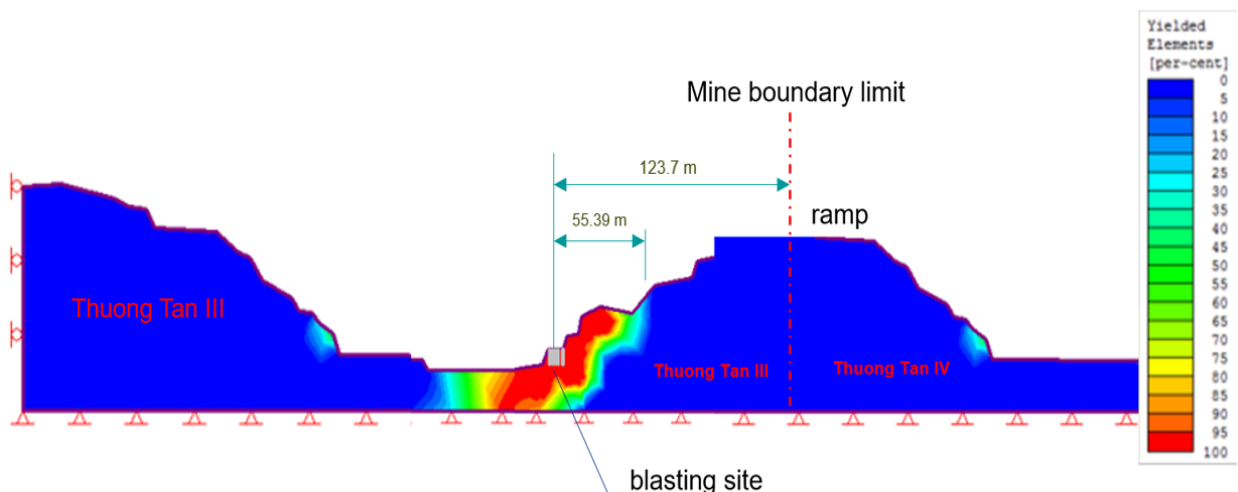 Yielded
Elements
[per-cent]
0
5
10
15
20
25
30
35
40
45
50
55
60
65
70
75
80
85
90
95
100
Mine boundary limit
123.7 m
55.39 m
ramp
Thuong Tan III
Thuong Tan III
Thuong Tan IV
blasting site